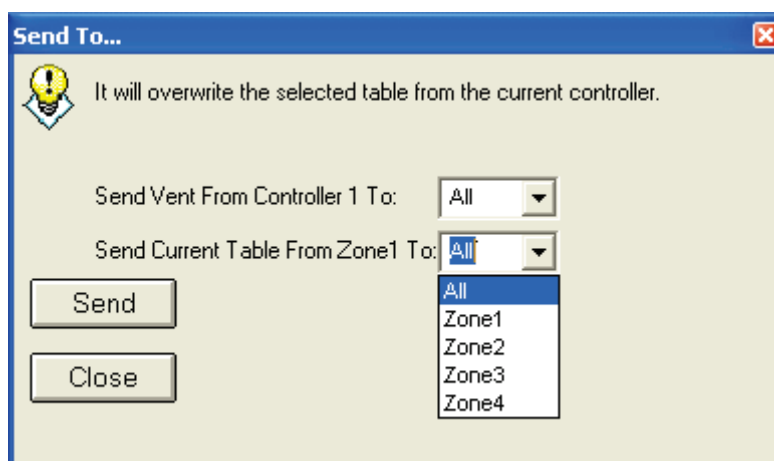 Send To...
It will overwrite the selected table from the current controller.
Send Vent From Controller 1 To: All
Send Current Table From Zone1 To: All
All
Zone1
Zone2
Zone3
Zone4
Send
Close